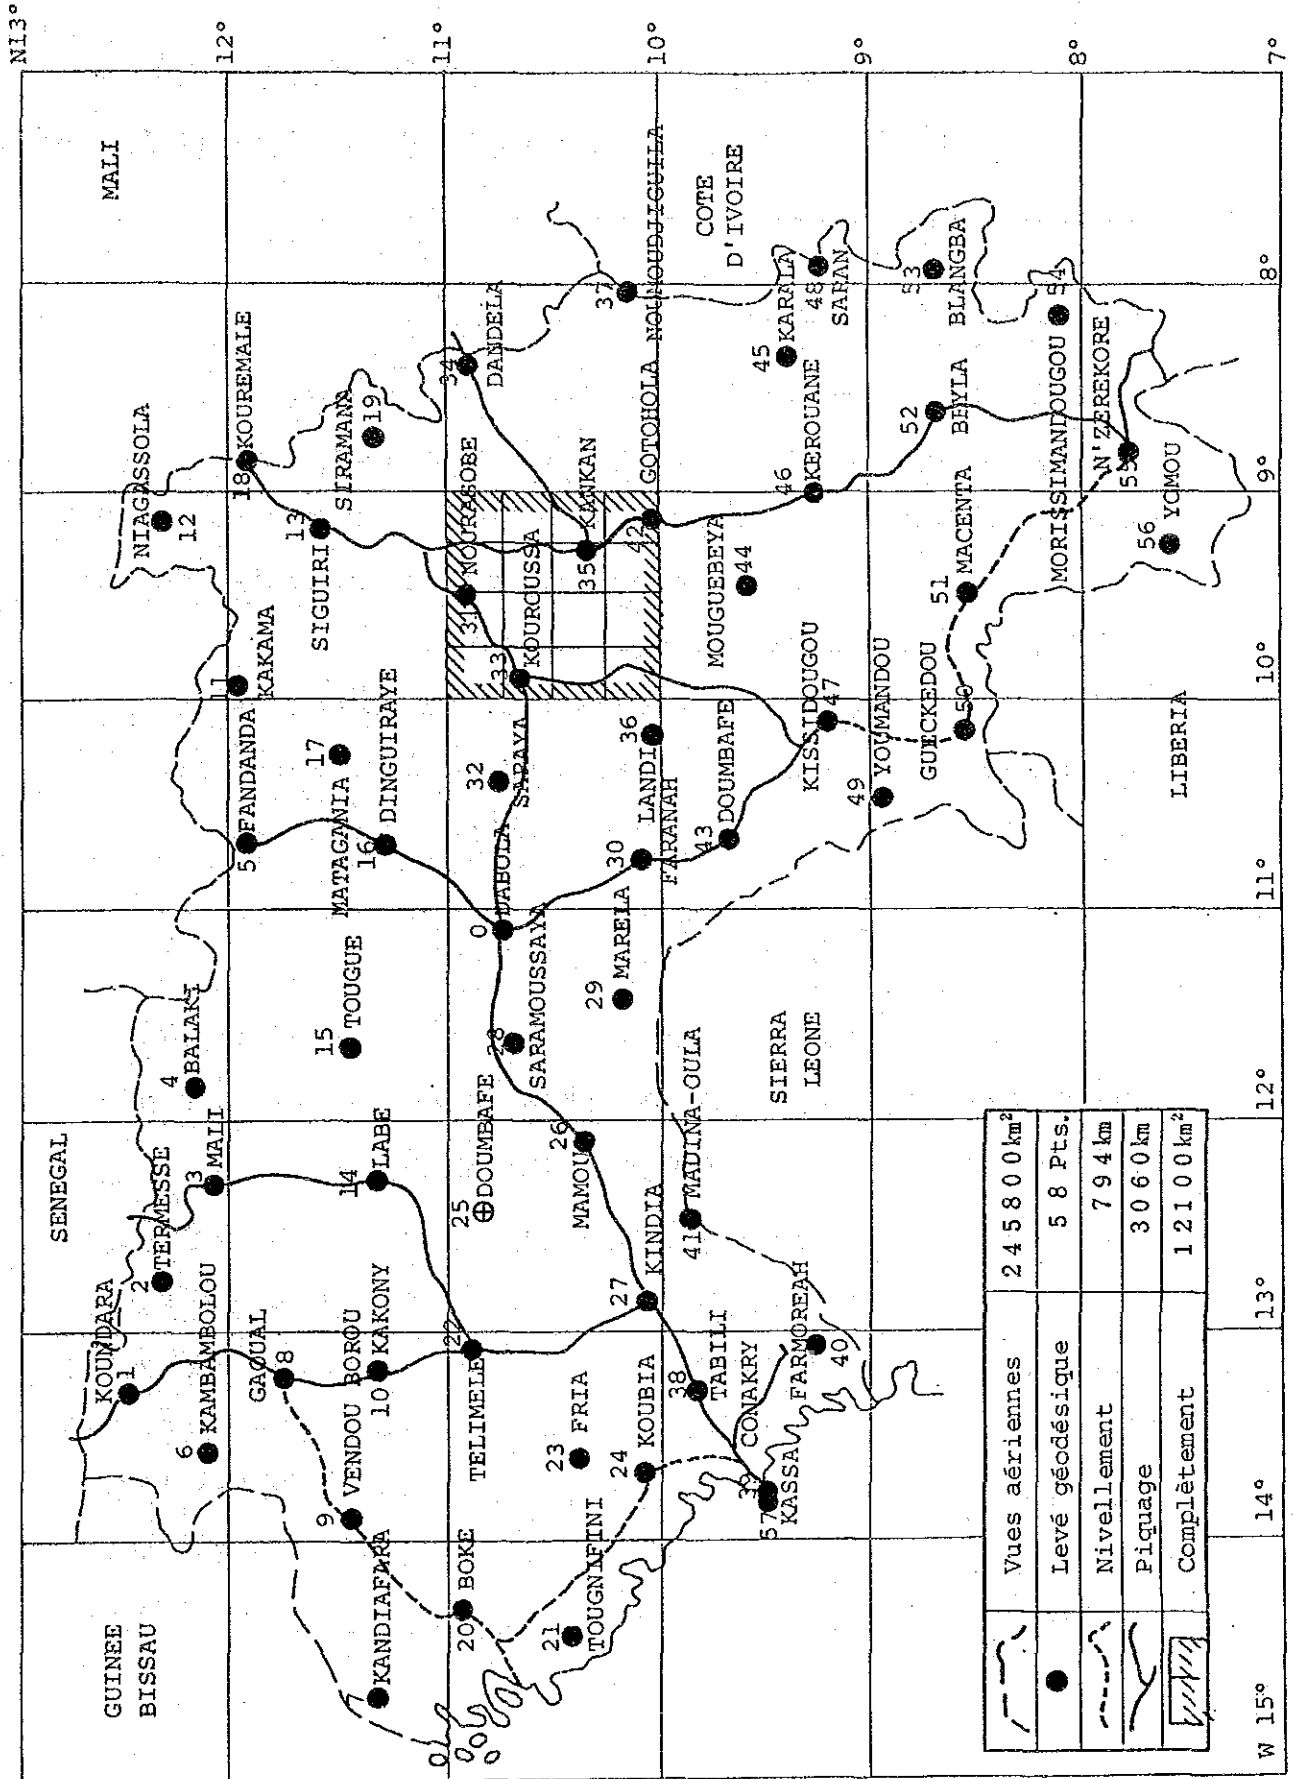 N13°
12°
11°
10°
9°
8°
7°
W 15°
14°
13°
12°
11°
10°
9°
8°
GUINEE
BISSAU
SENEGAL
MALI
COTE
D'IVOIRE
SIERRA
LEONE
LIBERIA
KOUNDARA
1
2
TERMESSE
3
MALI
4
BALAKI
5
FANDANDA
6
KAMBAMBOLOU
GAOUAL
8
9
VENDOU BOROU
10
KAKONY
11
KAKAMA
NIAGASSOLA
12
13
SIGUIRI
14
LABE
15
TOUGUE
16
DINGUIRAYE
17
MATAGANIA
18
KOUREMALE
19
SIRAMANA
KANDIAFARA
20
BOKE
21
TOUGNIFINI
22
TELIMELE
23
FRIA
24
KOUBIA
25
DOUMBAFE
26
MAMOU
27
KINDIA
28
SARAMOUSSAYA
0
DABOLA
29
MARELA
30
FARANAH
31
NOURASOBE
32
SARAYA
33
KOUROUSSA
34
DANDELA
35
KANKAN
36
LANDI
37
NOUNOUDJIGUILA
38
TABILI
39
CONAKRY
40
FARMOREAH
41
MADINA-OULA
42
GOTOHOLA
43
DOUMBAFE
44
MOUGUEBEYA
45
KARALA
46
KEROUANE
47
KISSIDOUGOU
48
SARAN
49
YOUMANDOU
50
GUECKEDOU
51
MACENTA
52
BEYLA
53
BLANGBA
54
MORISSIMANDOUGOU
55
N'ZEREKORE
56
YOMOU
57
KASSA
Vues aériennes 245800km²
Levé géodésique 58 Pts.
Nivellement 794km
Piquage 3060km
Complètement 12100km²